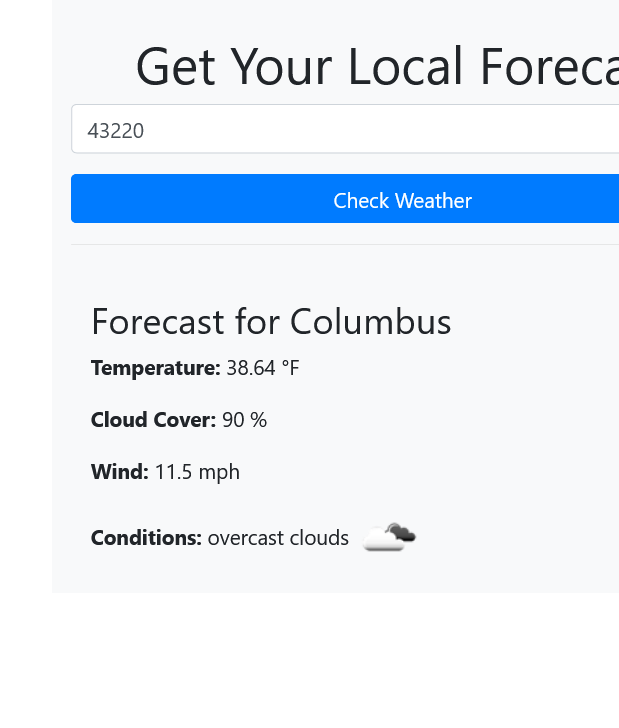 Get Your Local Foreca
43220
Check Weather
Forecast for Columbus
Temperature: 38.64 °F
Cloud Cover: 90 %
Wind: 11.5 mph
Conditions: overcast clouds